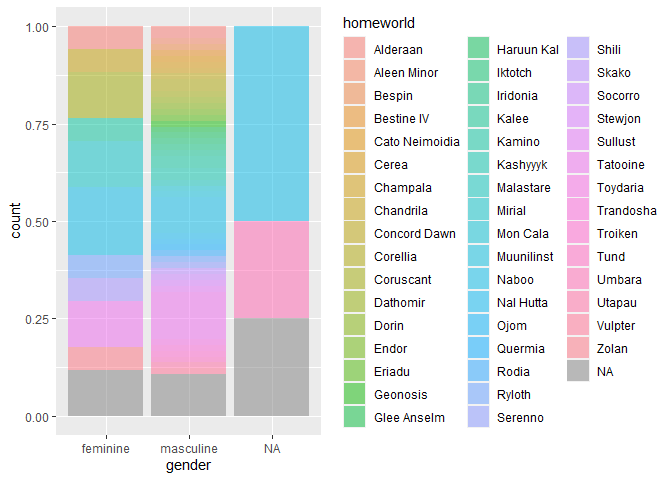 homeworld
1.00
0.75
0.50
0.25
0.00
count
feminine masculine NA
gender
Alderaan
Aleen Minor
Bespin
Bestine IV
Cato Neimoidia
Cerea
Champala
Chandrila
Concord Dawn
Corellia
Coruscant
Dathomir
Dorin
Endor
Eriadu
Geonosis
Glee Anselm
Haruun Kal
Iktotch
Iridonia
Kalee
Kamino
Kashyyyk
Malastare
Mirial
Mon Cala
Muunilinst
Naboo
Nal Hutta
Ojom
Quermia
Rodia
Ryloth
Serenno
Shili
Skako
Socorro
Stewjon
Sullust
Tatooine
Toydaria
Trandosha
Troiken
Tund
Umbara
Utapau
Vulpter
Zolan
NA